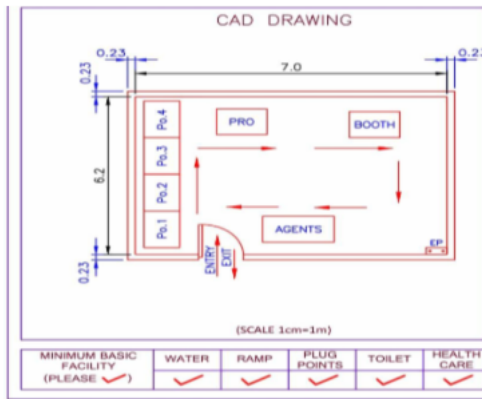 CAD DRAWING
0.23
7.0
0.23
0.23
Po.4
PRO
BOOTH
Po.3
6.2
Po.2
Po.1
AGENTS
EP
0.23
ENTRY
EXIT
(SCALE 1cm=1m)
MINIMUM BASIC
FACILITY
(PLEASE ✓)
WATER
RAMP
PLUG
POINTS
TOILET
HEALTH
CARE
✓ ✓ ✓ ✓ ✓